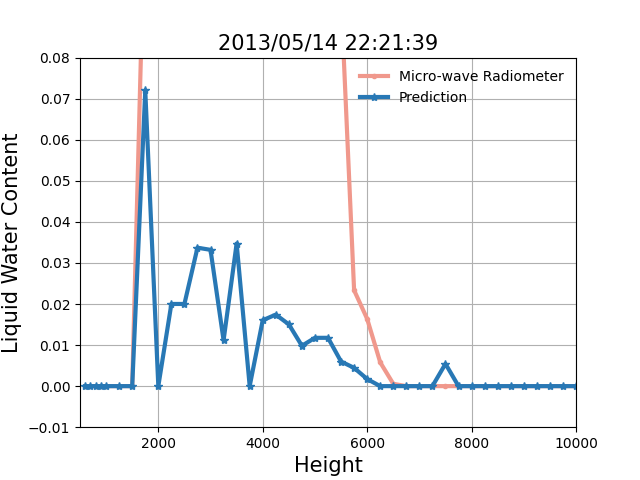 2013/05/14 22:21:39
Micro-wave Radiometer
Prediction
Liquid Water Content
0.08
0.07
0.06
0.05
0.04
0.03
0.02
0.01
0.00
−0.01
2000 4000 6000 8000 10000
Height